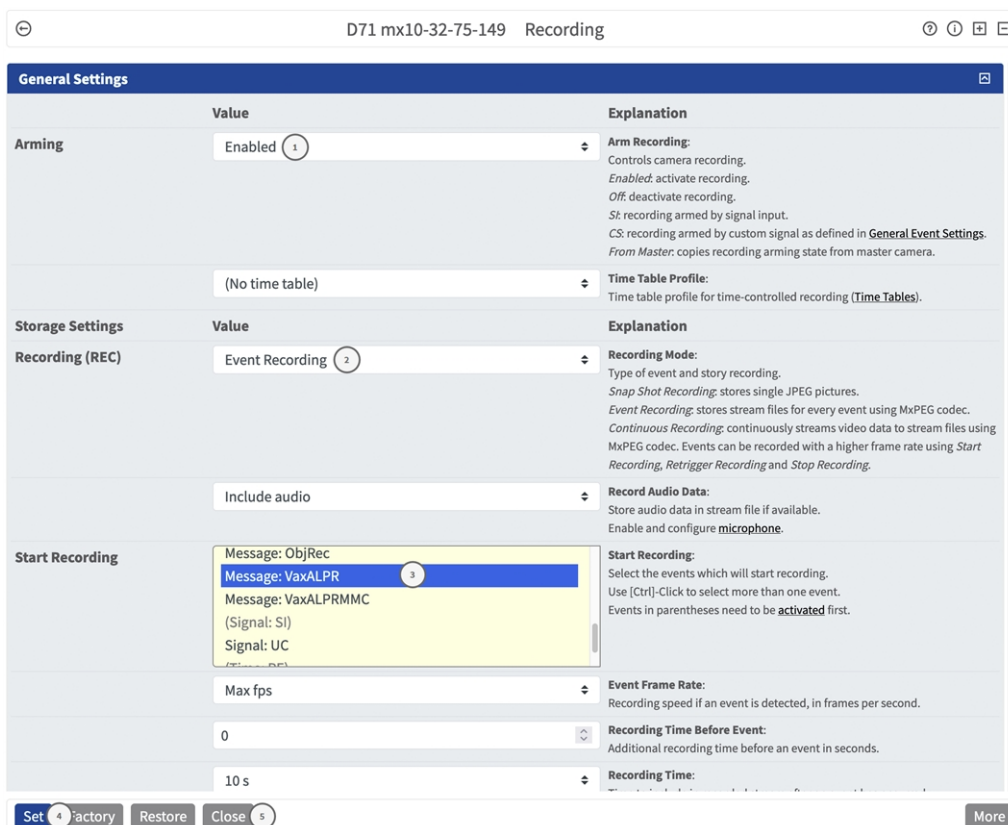 D71 mx10-32-75-149 Recording
General Settings
Value Explanation
Arming
Enabled 1
Arm Recording:
Controls camera recording.
Enabled: activate recording.
Off: deactivate recording.
SI: recording armed by signal input.
CS: recording armed by custom signal as defined in General Event Settings.
From Master: copies recording arming state from master camera.
(No time table)
Time Table Profile:
Time table profile for time-controlled recording (Time Tables).
Storage Settings Value Explanation
Recording (REC)
Event Recording 2
Recording Mode:
Type of event and story recording.
Snap Shot Recording: stores single JPEG pictures.
Event Recording: stores stream files for every event using MxPEG codec.
Continuous Recording: continuously streams video data to stream files using
MxPEG codec. Events can be recorded with a higher frame rate using Start
Recording, Retrigger Recording and Stop Recording.
Include audio
Record Audio Data:
Store audio data in stream file if available.
Enable and configure microphone.
Start Recording
Message: ObjRec
Message: VaxALPR 3
Message: VaxALPRMMC
(Signal: SI)
Signal: UC
Start Recording:
Select the events which will start recording.
Use [Ctrl]-Click to select more than one event.
Events in parentheses need to be activated first.
Max fps
Event Frame Rate:
Recording speed if an event is detected, in frames per second.
0
Recording Time Before Event:
Additional recording time before an event in seconds.
10 s
Recording Time:
Set 4 Factory Restore Close 5 More